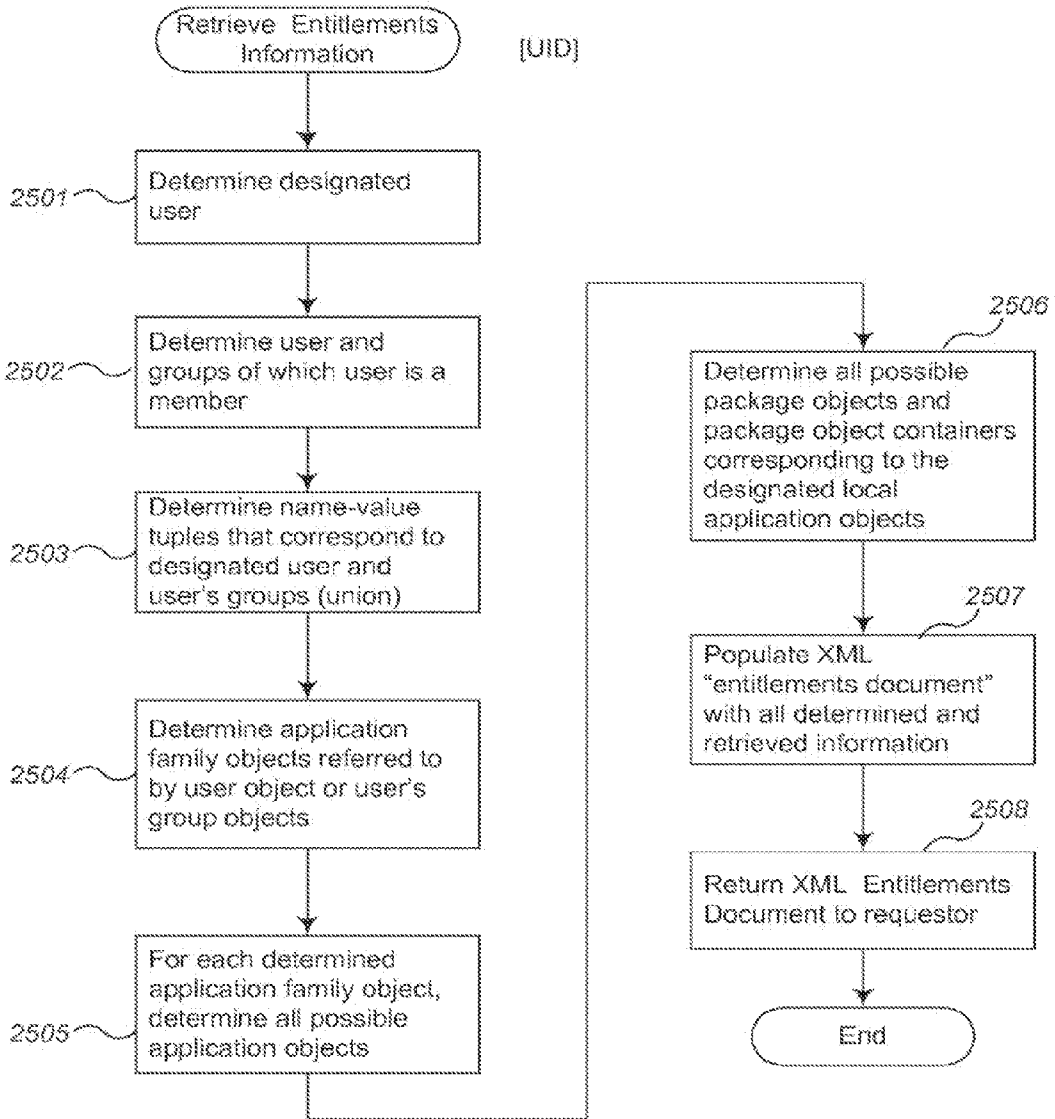 Retrieve Entitlements
Information
[UID]
2501
Determine designated
user
2502
Determine user and
groups of which user is a
member
2503
Determine name-value
tuples that correspond to
designated user and
user's groups (union)
2504
Determine application
family objects referred to
by user object or user's
group objects
2505
For each determined
application family object,
determine all possible
application objects
2506
Determine all possible
package objects and
package object containers
corresponding to the
designated local
application objects
2507
Populate XML
"entitlements document"
with all determined and
retrieved information
2508
Return XML Entitlements
Document to requestor
End